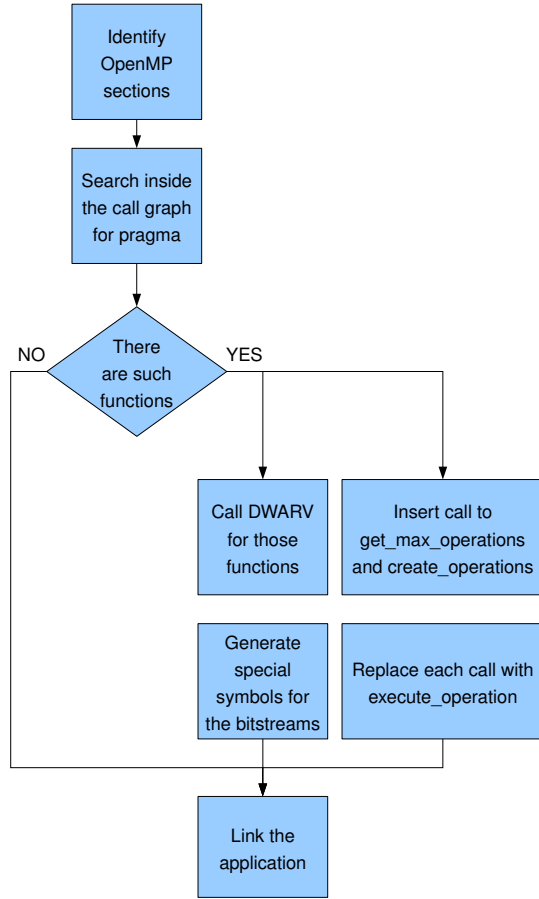 Identify
OpenMP
sections
Search inside
the call graph
for pragma
NO
There
are such
functions
YES
Call DWARV
for those
functions
Insert call to
get_max_operations
and create_operations
Generate
special
symbols for
the bitstreams
Replace each call with
execute_operation
Link the
application